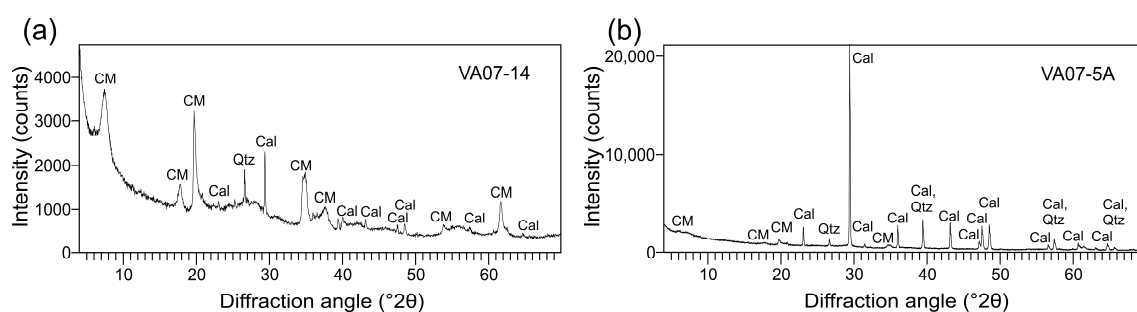 (a)
VA07-14
Intensity (counts)
4000
3000
2000
1000
0
CM
CM
CM
Cal
Qtz
Cal
CM
CM
Cal
Cal
Cal
Cal
CM
Cal
CM
Cal
10 20 30 40 50 60
Diffraction angle (°2θ)
(b)
VA07-5A
Intensity (counts)
20,000
10,000
0
CM
CM
CM
Cal
Qtz
Cal
Cal
CM
Cal
Cal,
Qtz
Cal
Cal
Cal
Cal
Cal
Cal,
Qtz
Cal
Cal,
Qtz
10 20 30 40 50 60
Diffraction angle (°2θ)